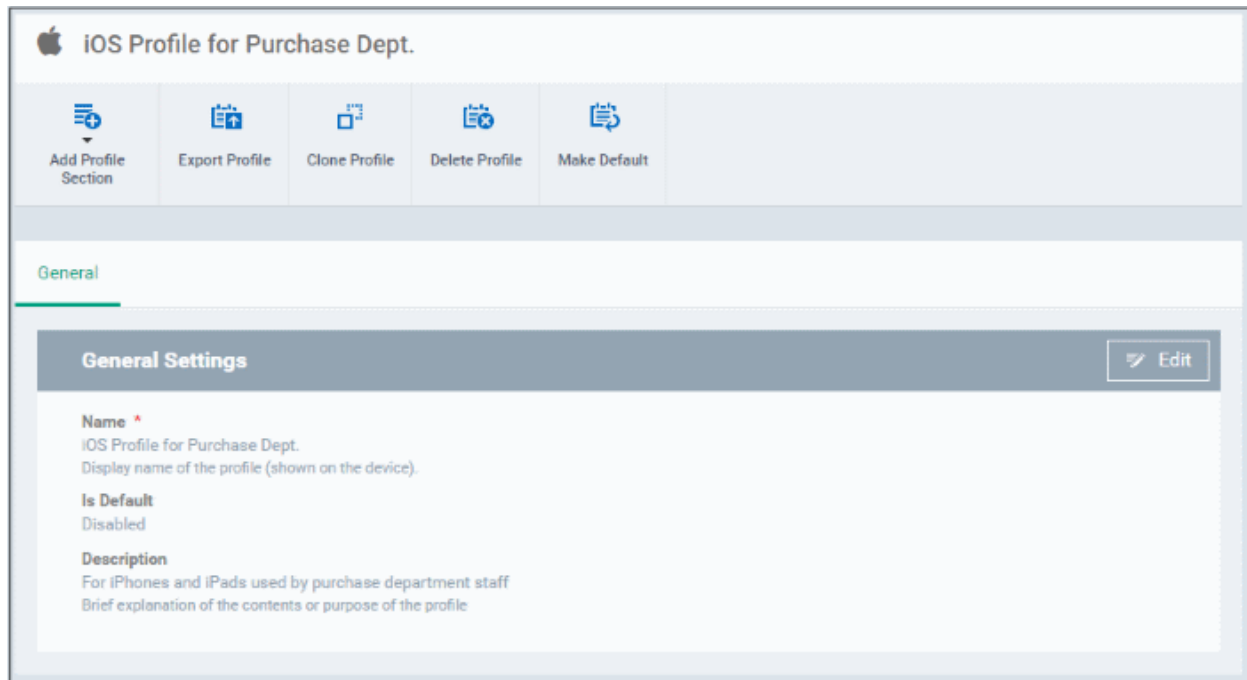 iOS Profile for Purchase Dept.
Add Profile
Section
Export Profile
Clone Profile
Delete Profile
Make Default
General
General Settings
Edit
Name *
iOS Profile for Purchase Dept.
Display name of the profile (shown on the device).
Is Default
Disabled
Description
For iPhones and iPads used by purchase department staff
Brief explanation of the contents or purpose of the profile